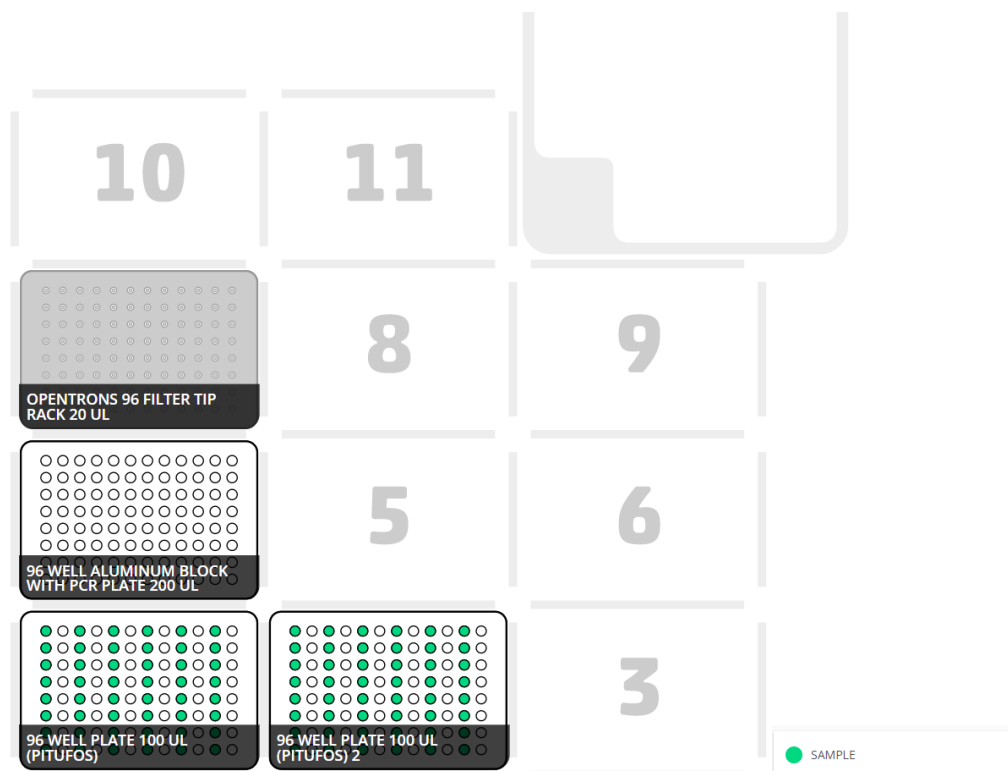 10
11
OPENTRONS 96 FILTER TIP
RACK 20 UL
8
9
96 WELL ALUMINUM BLOCK
WITH PCR PLATE 200 UL
5
6
96 WELL PLATE 100 UL
(PITUFOS)
96 WELL PLATE 100 UL
(PITUFOS) 2
3
SAMPLE